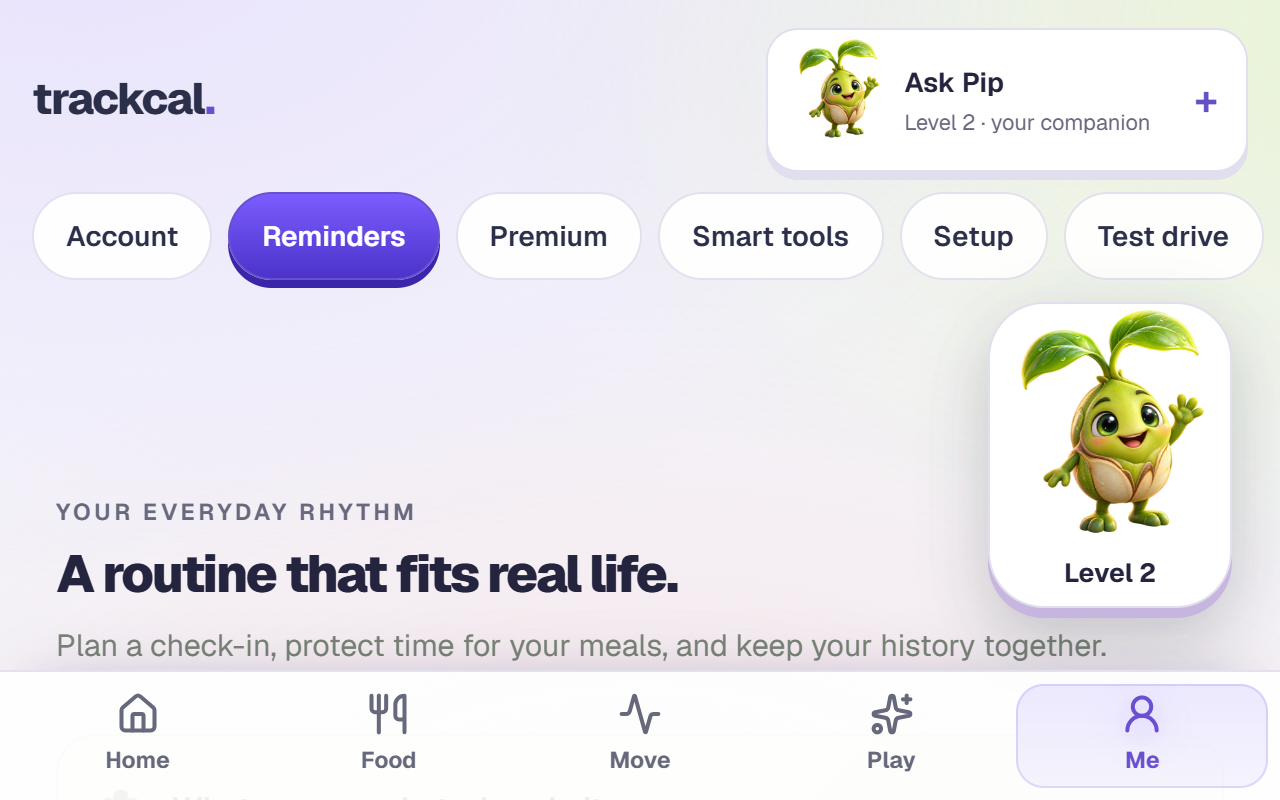 trackcal.
Ask Pip
Level 2 · your companion
+
Account
Reminders
Premium
Smart tools
Setup
Test drive
Level 2
YOUR EVERYDAY RHYTHM
A routine that fits real life.
Plan a check-in, protect time for your meals, and keep your history together.
Home
Food
Move
Play
Me